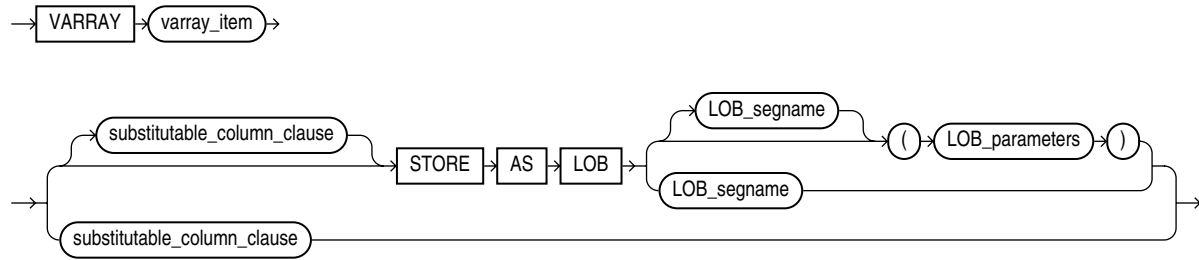 VARRAY varray_item
LOB_segname
substitutable_column_clause ( LOB_parameters )
STORE AS LOB
LOB_segname
substitutable_column_clause